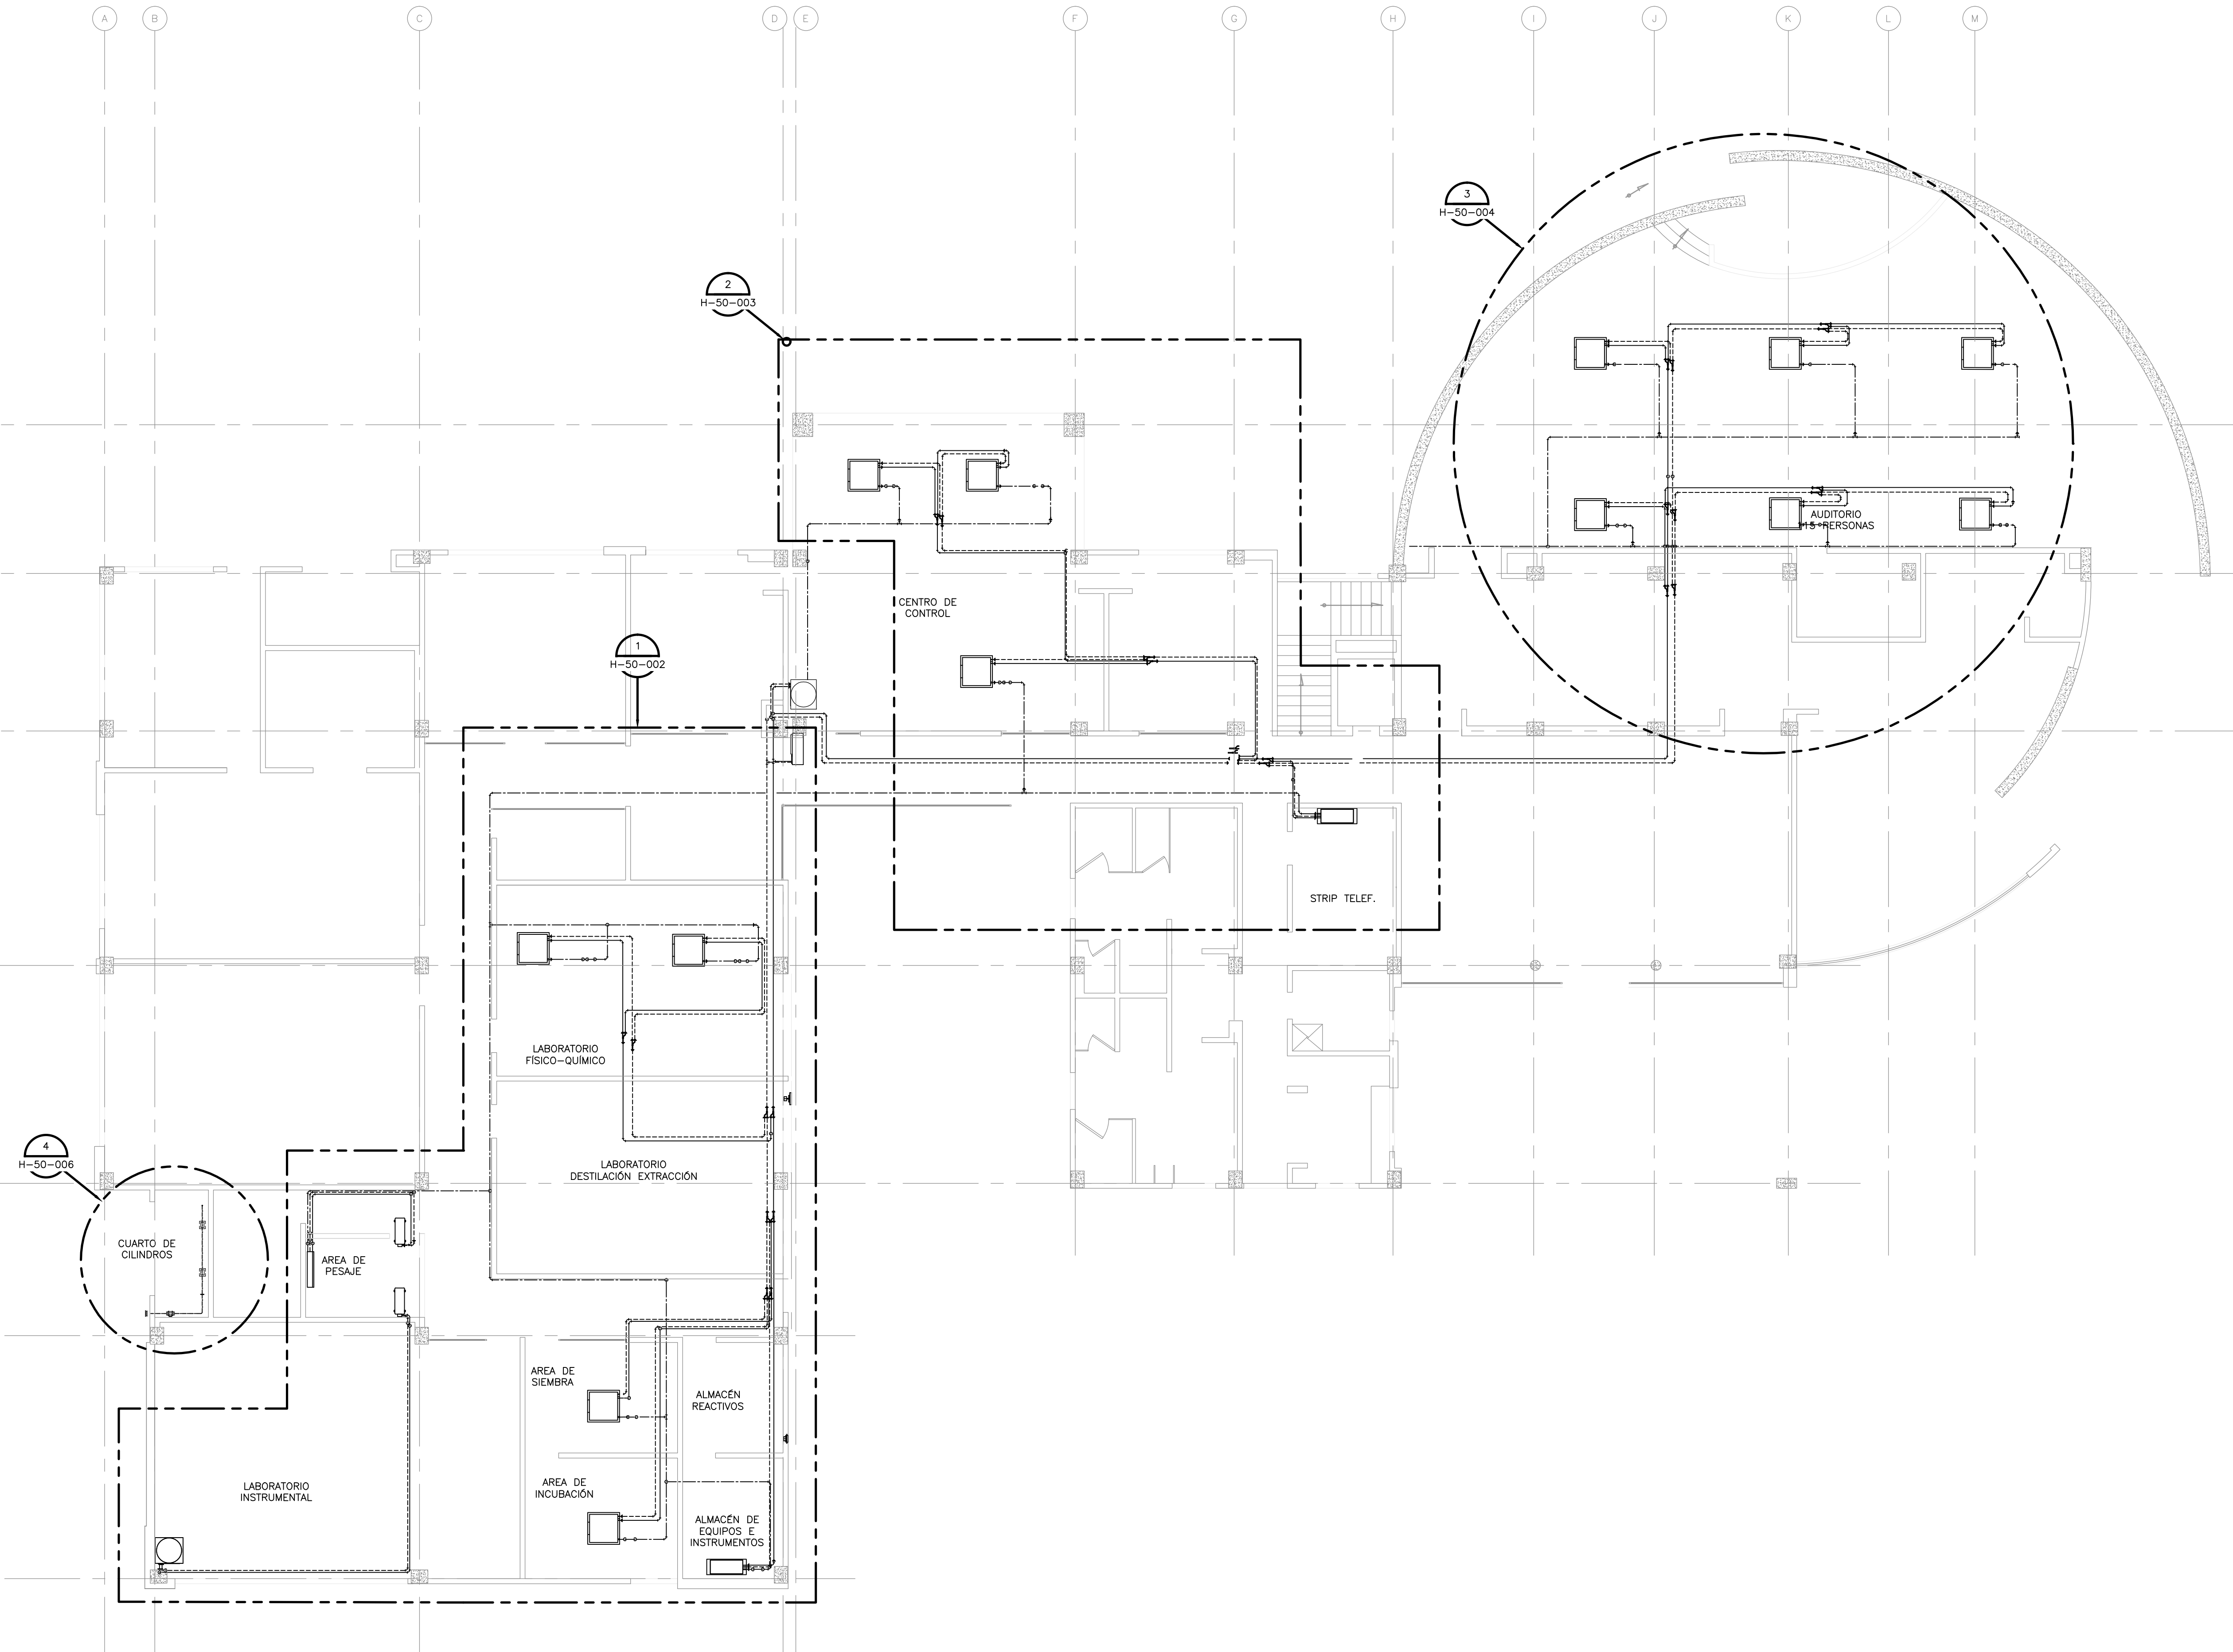 A
B
C
D
E
F
G
H
I
J
K
L
M
3
H-50-004
2
H-50-003
AUDITORIO
15 PERSONAS
CENTRO DE
CONTROL
1
H-50-002
STRIP TELEF.
LABORATORIO
FÍSICO-QUÍMICO
4
H-50-006
LABORATORIO
DESTILACIÓN EXTRACCIÓN
CUARTO DE
CILINDROS
AREA DE
PESAJE
AREA DE
SIEMBRA
ALMACÉN
REACTIVOS
LABORATORIO
INSTRUMENTAL
AREA DE
INCUBACIÓN
ALMACÉN DE
EQUIPOS E
INSTRUMENTOS